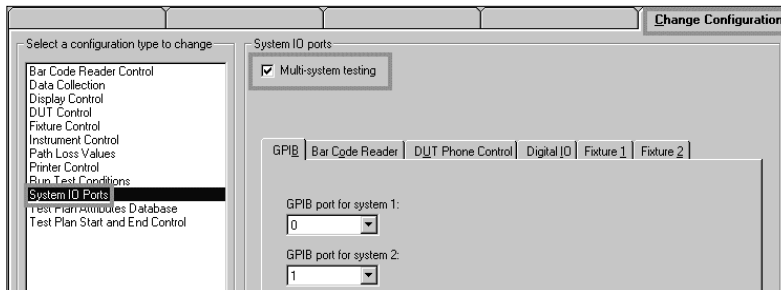 Change Configuration
Select a configuration type to change
Bar Code Reader Control
Data Collection
Display Control
DUT Control
Fixture Control
Instrument Control
Path Loss Values
Printer Control
Run Test Conditions
System IO Ports
Test Plan Attributes Database
Test Plan Start and End Control
System IO ports
Multi-system testing
GPIB Bar Code Reader DUT Phone Control Digital IO Fixture 1 Fixture 2
GPIB port for system 1:
0
GPIB port for system 2:
1